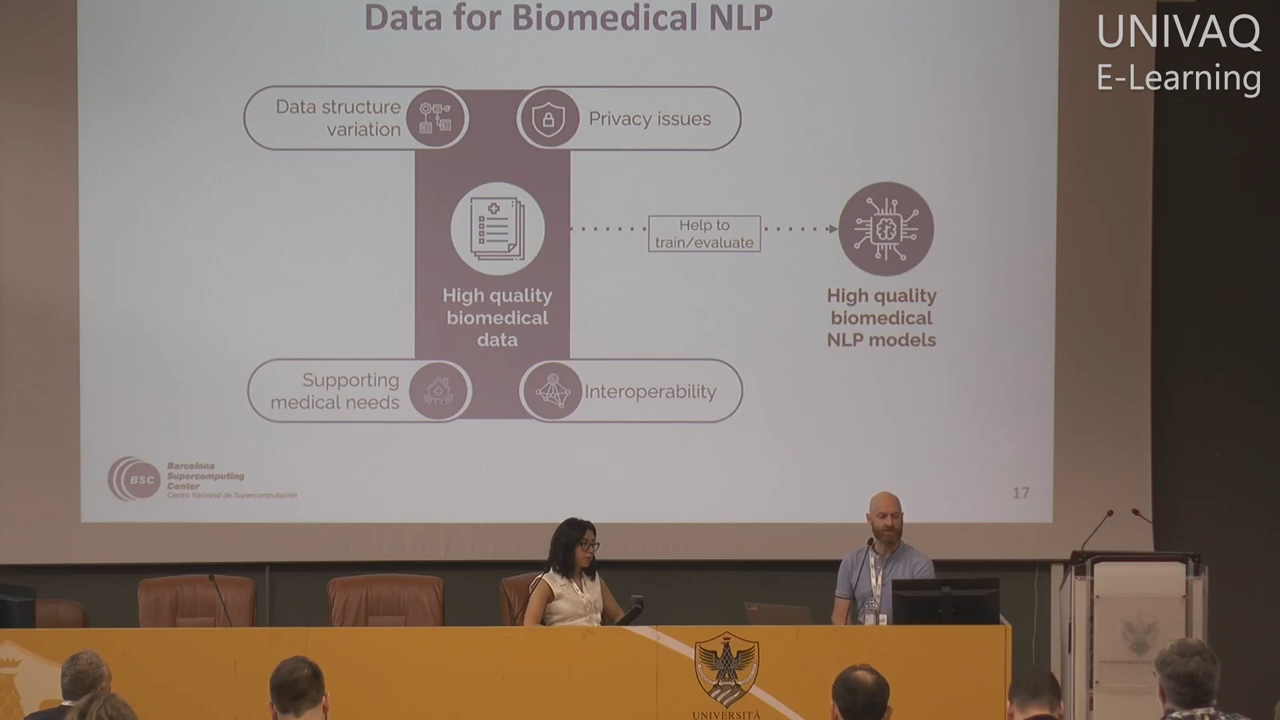 Data for Biomedical NLP
UNIVAQ
E-Learning
Data structure
variation
Privacy issues
Help to
train/evaluate
High quality
biomedical
data
High quality
biomedical
NLP models
Supporting
medical needs
Interoperability
BSC
Barcelona
Supercomputing
Center
Centro Nacional de Supercomputación
17
UNIVERSITÀ